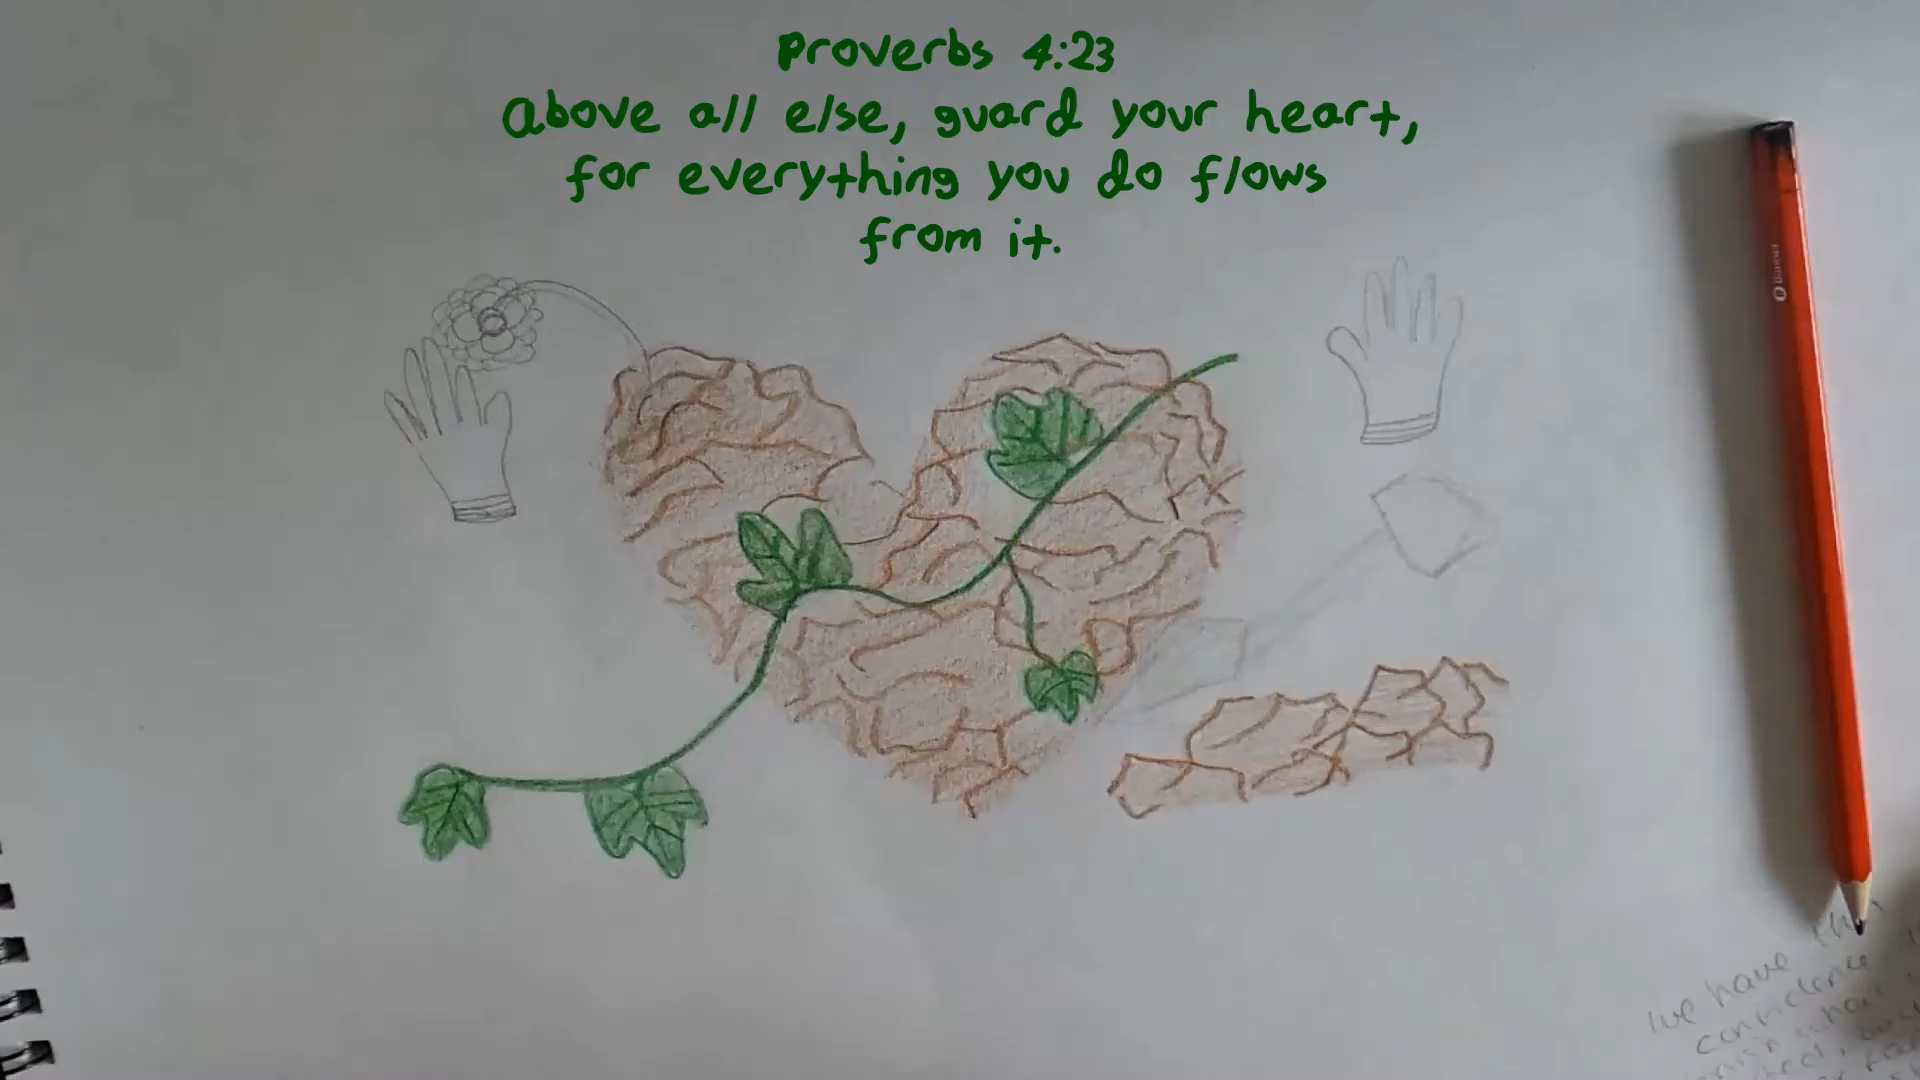 Proverbs 4:23
Above all else, guard your heart,
for everything you do flows
from it.
we have